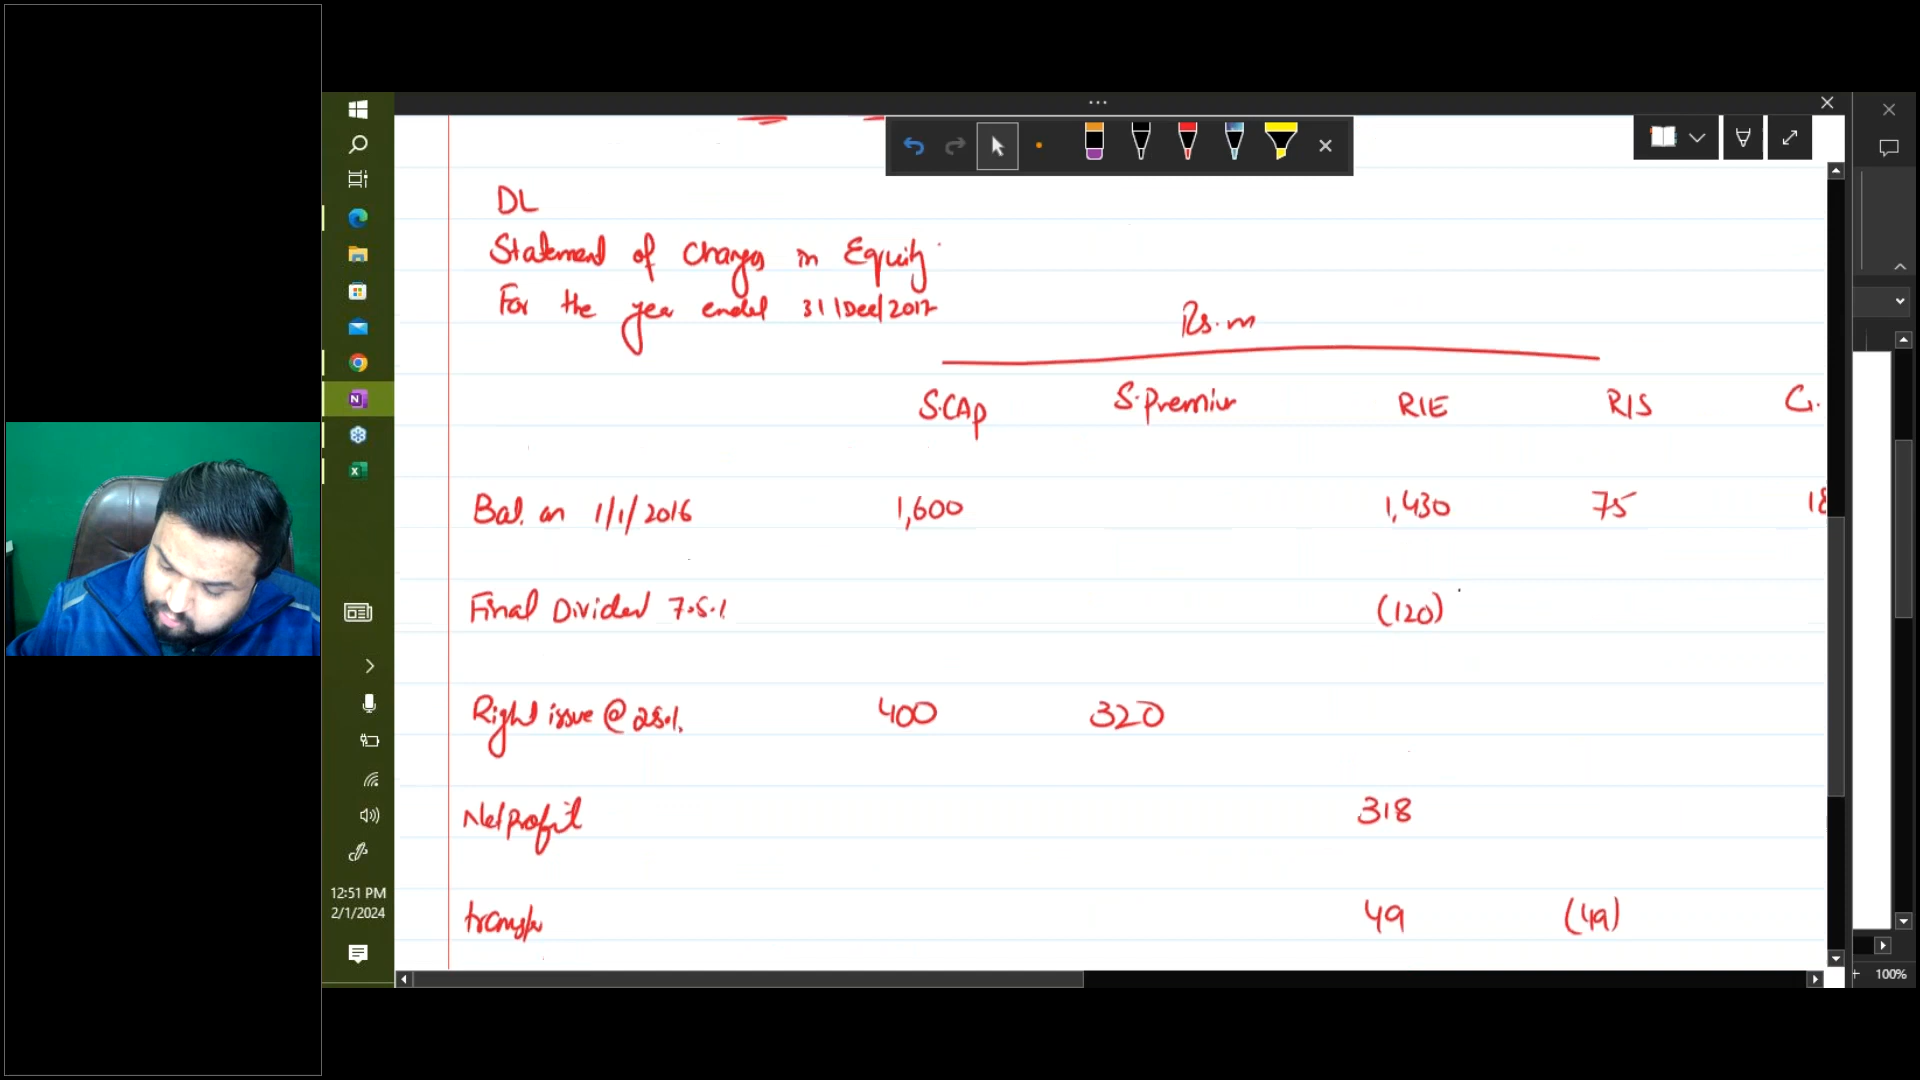 DL
Statement of Changes in Equity
For the year ended 31/Dec/2017
Rs.m
S.CAp S.Premium R/E R/S G.
Bal. on 1/1/2016 1,600 1,430 75 18
Final Dividend 7.5% (120)
Right issue @ 25% 400 320
Net profit 318
transfer 49 (49)
12:51 PM
2/1/2024
100%